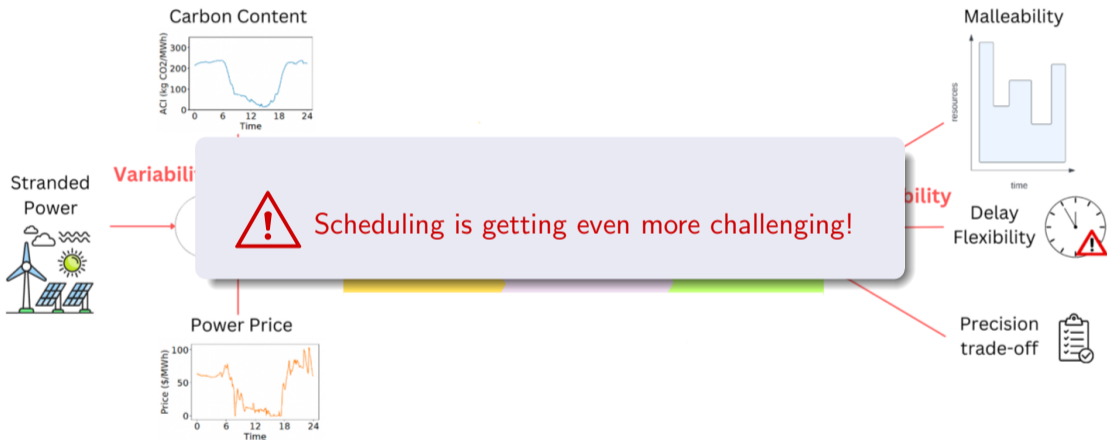 Carbon Content
ACI (kg CO2/MWh)
300
200
100
0
0 6 12 18 24
Time
Malleability
resources
time
Stranded
Power
Scheduling is getting even more challenging!
Delay
Flexibility
Power Price
Price ($/MWh)
100
50
0
0 6 12 18 24
Time
Precision
trade-off